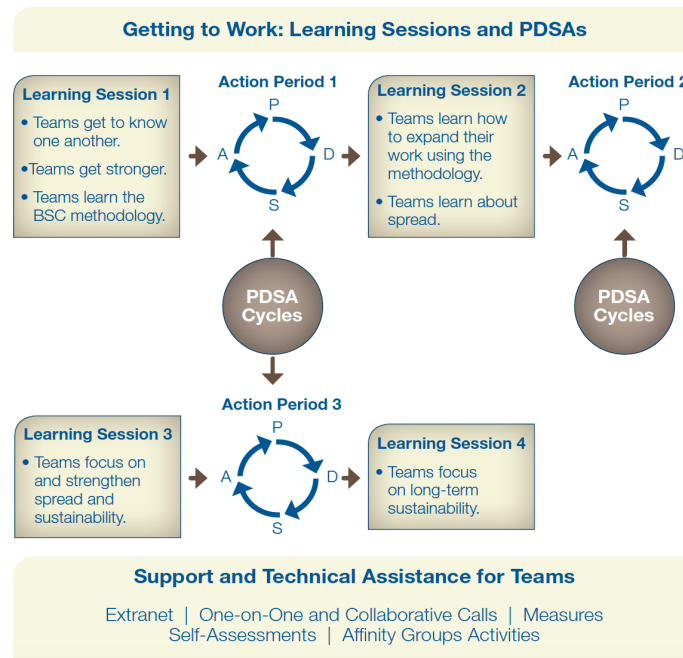 Getting to Work: Learning Sessions and PDSAs
Learning Session 1
• Teams get to know
one another.
•Teams get stronger.
• Teams learn the
BSC methodology.
Action Period 1
P
A
D
S
Learning Session 2
• Teams learn how
to expand their
work using the
methodology.
• Teams learn about
spread.
Action Period 2
P
A
D
S
PDSA
Cycles
PDSA
Cycles
Learning Session 3
• Teams focus on
and strengthen
spread and
sustainability.
Action Period 3
P
A
D
S
Learning Session 4
• Teams focus
on long-term
sustainability.
Support and Technical Assistance for Teams
Extranet | One-on-One and Collaborative Calls | Measures
Self-Assessments | Affinity Groups Activities